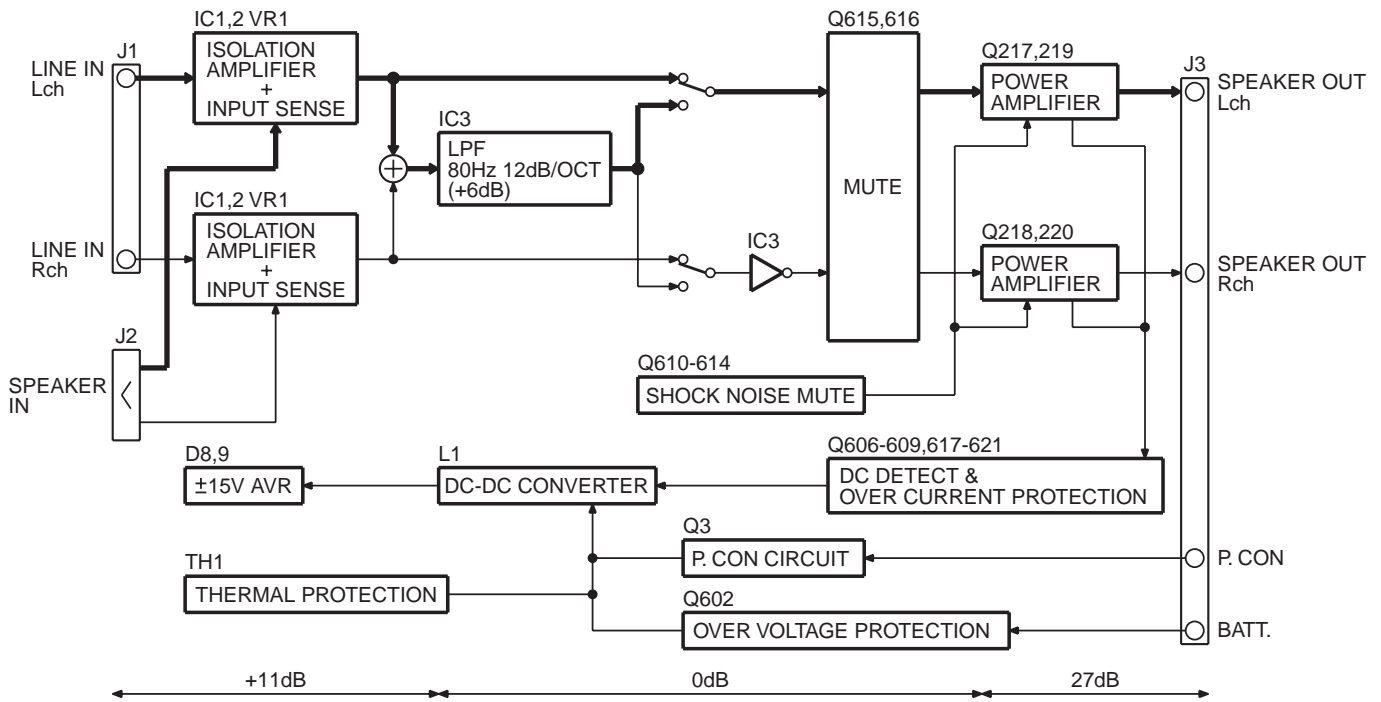 IC1,2 VR1
Q615,616
J1
ISOLATION
AMPLIFIER
+
INPUT SENSE
LINE IN
Lch
Q217,219
POWER
AMPLIFIER
J3
SPEAKER OUT
Lch
IC3
LPF
80Hz 12dB/OCT
(+6dB)
MUTE
IC1,2 VR1
ISOLATION
AMPLIFIER
+
INPUT SENSE
LINE IN
Rch
IC3
Q218,220
POWER
AMPLIFIER
SPEAKER OUT
Rch
J2
SPEAKER
IN
Q610-614
SHOCK NOISE MUTE
D8,9
±15V AVR
L1
DC-DC CONVERTER
Q606-609,617-621
DC DETECT &
OVER CURRENT PROTECTION
Q3
P. CON CIRCUIT
P. CON
TH1
THERMAL PROTECTION
Q602
OVER VOLTAGE PROTECTION
BATT.
+11dB
0dB
27dB